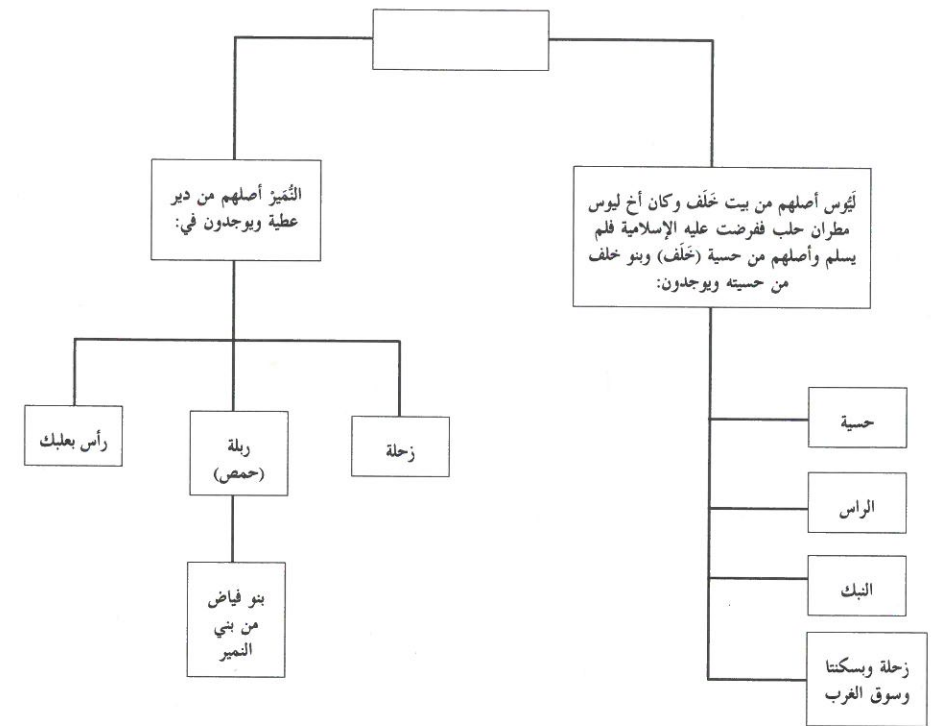 لَيُوس أصلهم من بيت خَلَف وكان أخ ليوس
مطران حلب ففرضت عليه الإسلامية فلم
يسلم وأصلهم من حسية (خَلَف) وبنو خلف
من حسيته ويوجدون:
حسية
الراس
النبك
زحلة وبسكنتا
وسوق الغرب
النُّمَيرْ أصلهم من دير
عطية ويوجدون في:
زحلة
ربلة
(حمص)
رأس بعلبك
بنو فياض
من بني
النمير